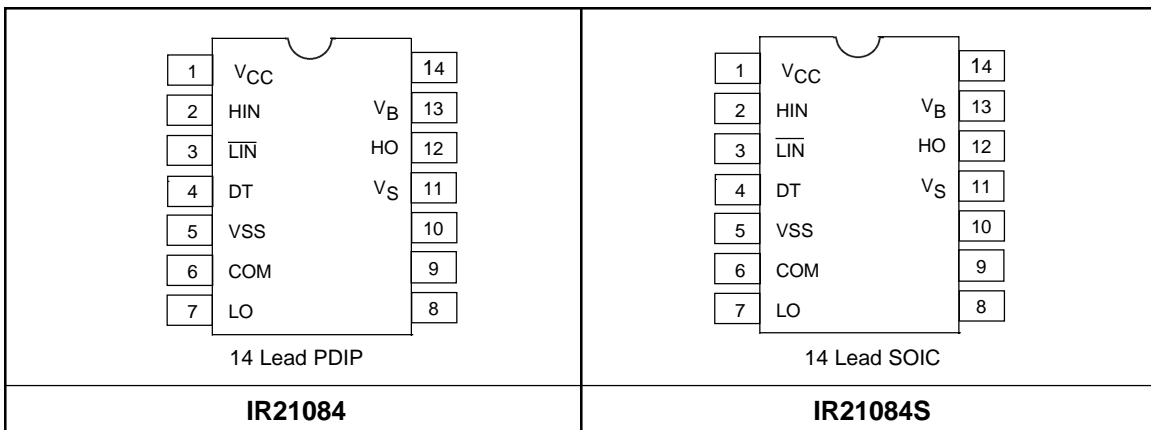 1 VCC 14
2 HIN VB 13
3 LIN HO 12
4 DT VS 11
5 VSS 10
6 COM 9
7 LO 8
14 Lead PDIP
IR21084
1 VCC 14
2 HIN VB 13
3 LIN HO 12
4 DT VS 11
5 VSS 10
6 COM 9
7 LO 8
14 Lead SOIC
IR21084S